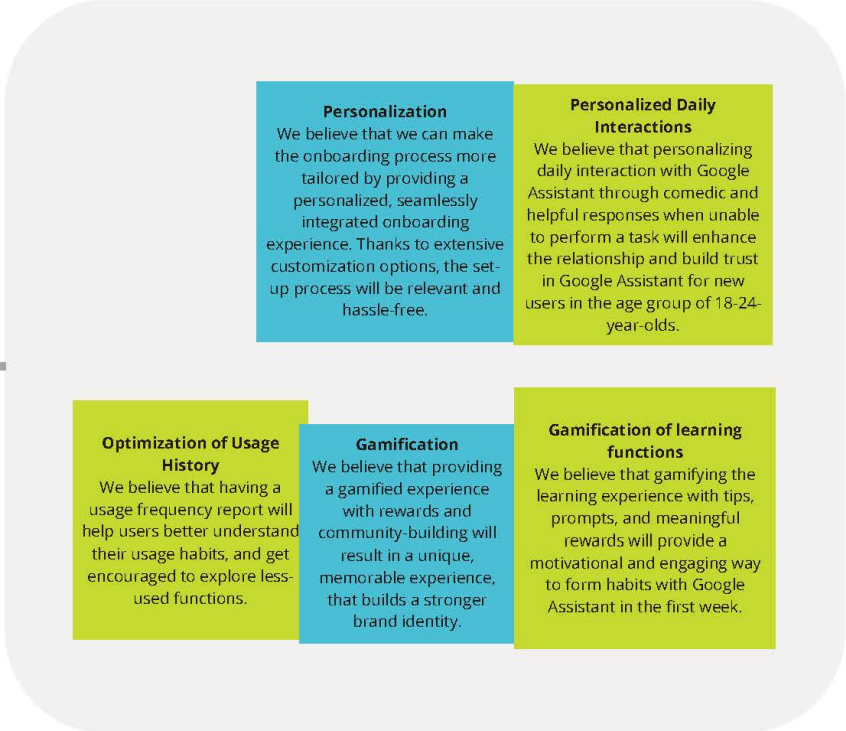 Personalization
We believe that we can make
the onboarding process more
tailored by providing a
personalized, seamlessly
integrated onboarding
experience. Thanks to extensive
customization options, the set-
up process will be relevant and
hassle-free.
Personalized Daily
Interactions
We believe that personalizing
daily interaction with Google
Assistant through comedic and
helpful responses when unable
to perform a task will enhance
the relationship and build trust
in Google Assistant for new
users in the age group of 18-24-
year-olds.
Optimization of Usage
History
We believe that having a
usage frequency report will
help users better understand
their usage habits, and get
encouraged to explore less-
used functions.
Gamification
We believe that providing
a gamified experience
with rewards and
community-building will
result in a unique,
memorable experience,
that builds a stronger
brand identity.
Gamification of learning
functions
We believe that gamifying the
learning experience with tips,
prompts, and meaningful
rewards will provide a
motivational and engaging way
to form habits with Google
Assistant in the first week.